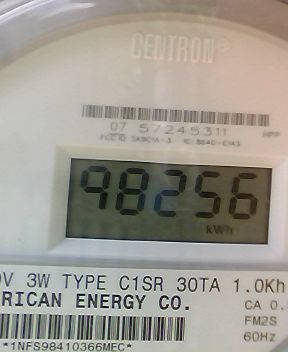 CENTRON®
07 57245311 HPP
98256
kWh
V 3W TYPE C1SR 30TA 1.0Kh
RICAN ENERGY CO.
CA 0.
FM2S
60Hz
*1NFS98410366MEC*